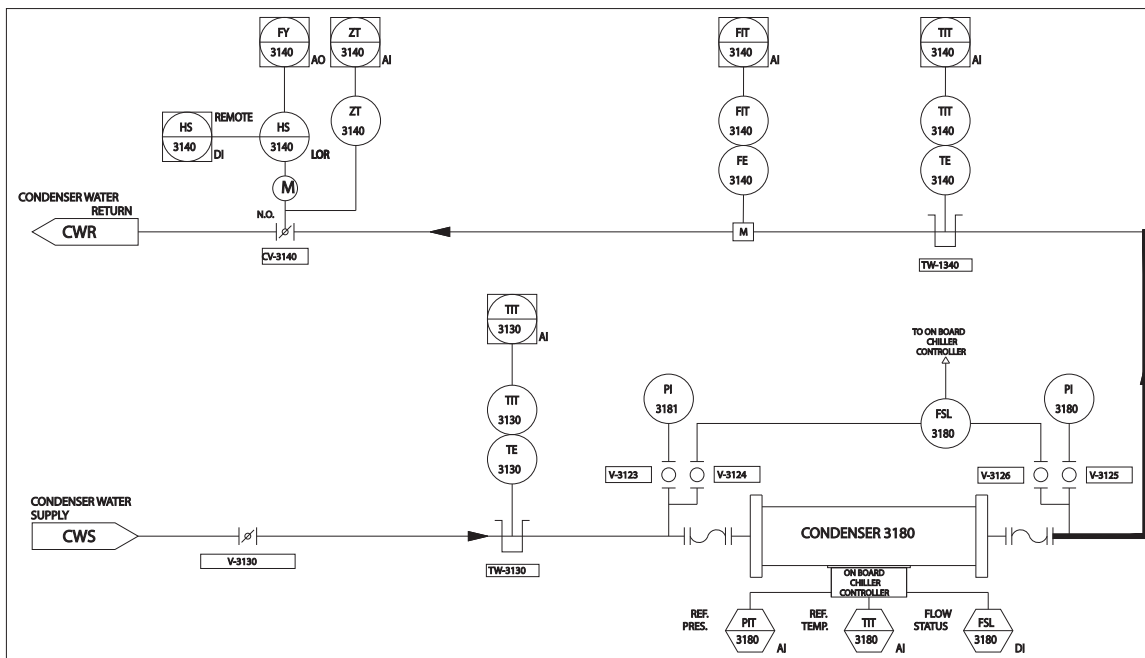 FY
3140
AO
ZT
3140
AI
FIT
3140
AI
TIT
3140
AI
HS
3140
DI
REMOTE
HS
3140
LOR
ZT
3140
FIT
3140
TIT
3140
FE
3140
TE
3140
M
N.O.
CONDENSER WATER
RETURN
CWR
CV-3140
M
TW-1340
TIT
3130
AI
TO ON BOARD
CHILLER
CONTROLLER
TIT
3130
TE
3130
PI
3181
FSL
3180
PI
3180
V-3123
V-3124
V-3126
V-3125
CONDENSER WATER
SUPPLY
CWS
V-3130
TW-3130
CONDENSER 3180
ON BOARD
CHILLER
CONTROLLER
REF.
PRES.
PIT
3180
AI
REF.
TEMP.
TIT
3180
AI
FLOW
STATUS
FSL
3180
DI